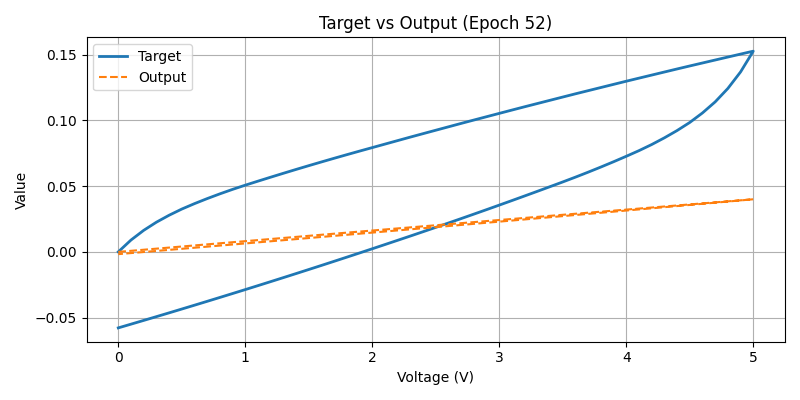 Target vs Output (Epoch 52)
Target
Output
Value
0.15
0.10
0.05
0.00
−0.05
0
1
2
3
4
5
Voltage (V)